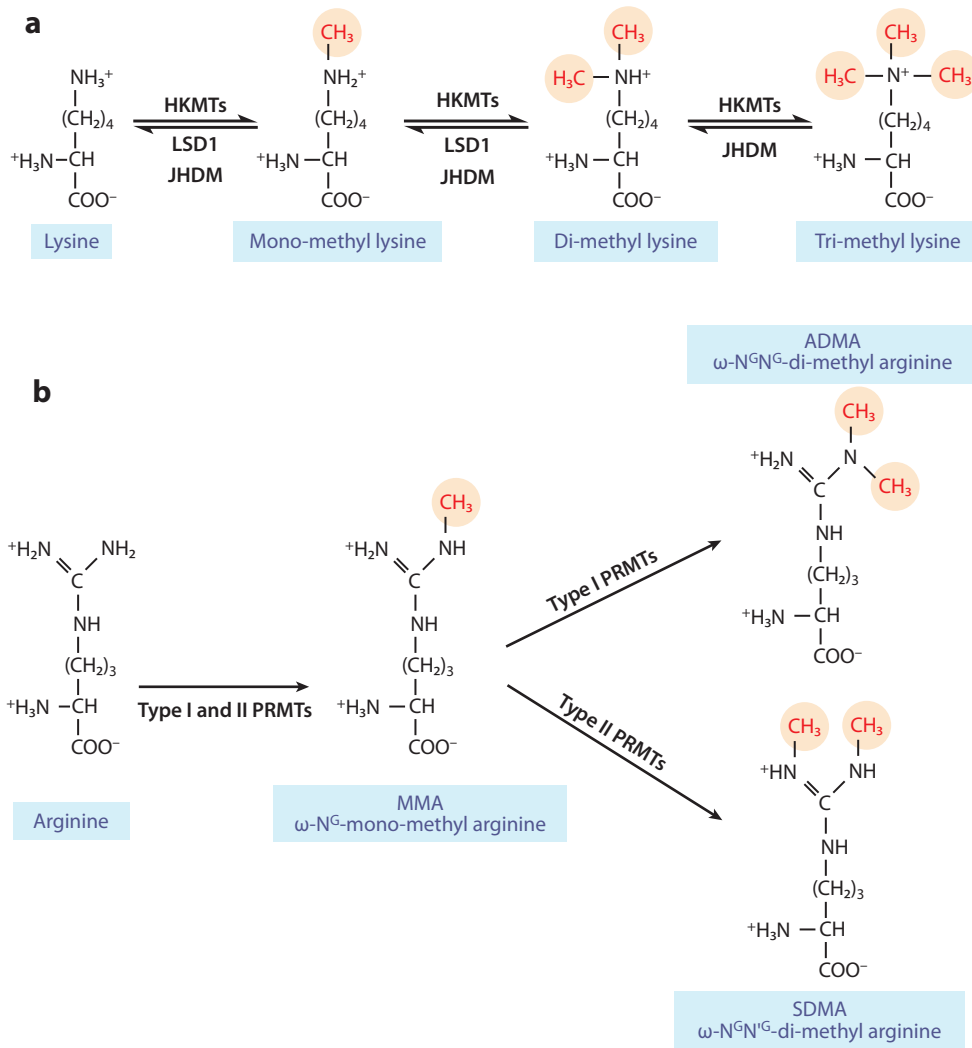 a
CH₃
NH₃⁺
(CH₂)₄
⁺H₃N
CH
COO⁻
Lysine
HKMTs
LSD1
JHDM
NH₂⁺
(CH₂)₄
⁺H₃N
CH
COO⁻
Mono-methyl lysine
HKMTs
LSD1
JHDM
CH₃
H₃C
NH⁺
(CH₂)₄
⁺H₃N
CH
COO⁻
Di-methyl lysine
HKMTs
JHDM
CH₃
H₃C
N⁺
CH₃
(CH₂)₄
⁺H₃N
CH
COO⁻
Tri-methyl lysine
b
⁺H₂N
NH₂
C
NH
(CH₂)₃
⁺H₃N
CH
COO⁻
Arginine
Type I and II PRMTs
CH₃
⁺H₂N
NH
C
NH
(CH₂)₃
⁺H₃N
CH
COO⁻
MMA
ω-Nᴳ-mono-methyl arginine
Type I PRMTs
ADMA
ω-NᴳNᴳ-di-methyl arginine
CH₃
⁺H₂N
N
CH₃
C
NH
(CH₂)₃
⁺H₃N
CH
COO⁻
Type II PRMTs
CH₃
CH₃
⁺HN
NH
C
NH
(CH₂)₃
⁺H₃N
CH
COO⁻
SDMA
ω-NᴳN'ᴳ-di-methyl arginine